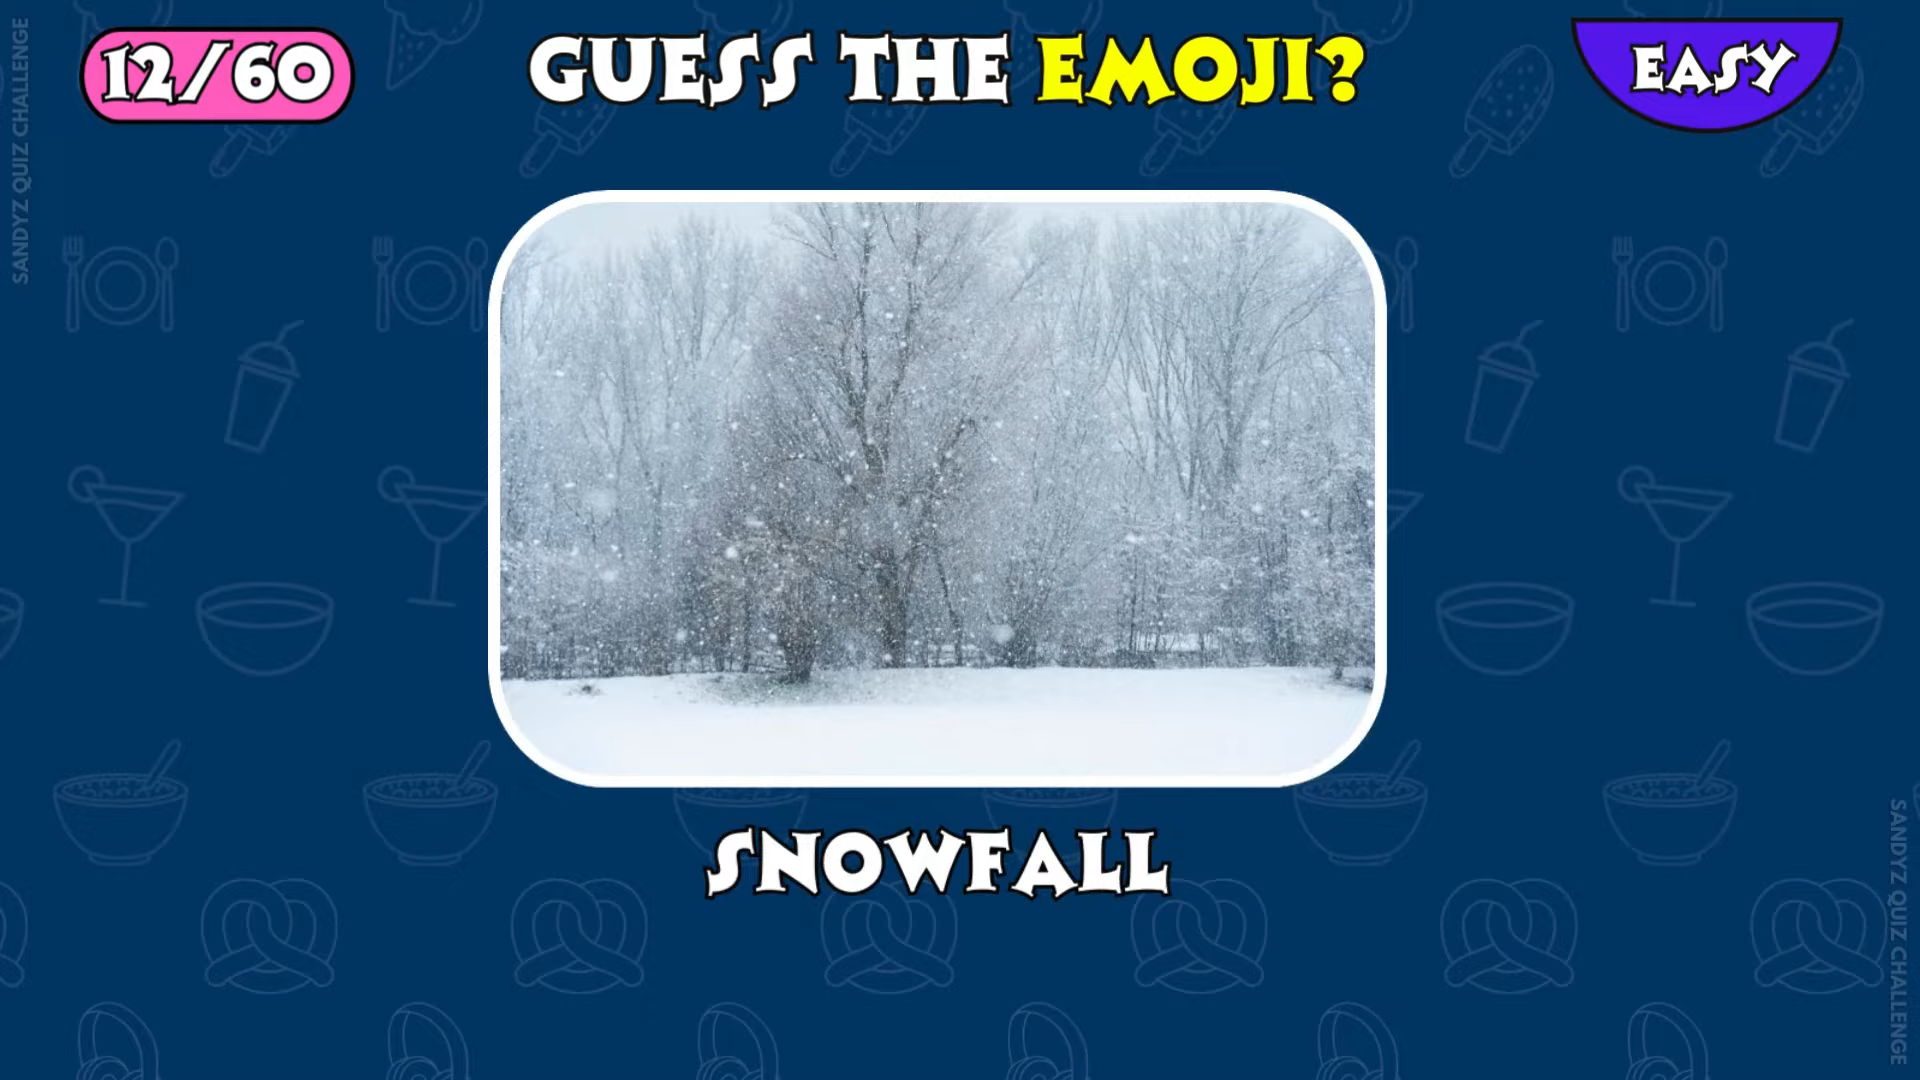 12/60
GUESS THE EMOJI?
EASY
SANDYZ QUIZ CHALLENGE
SNOWFALL
SANDYZ QUIZ CHALLENGE